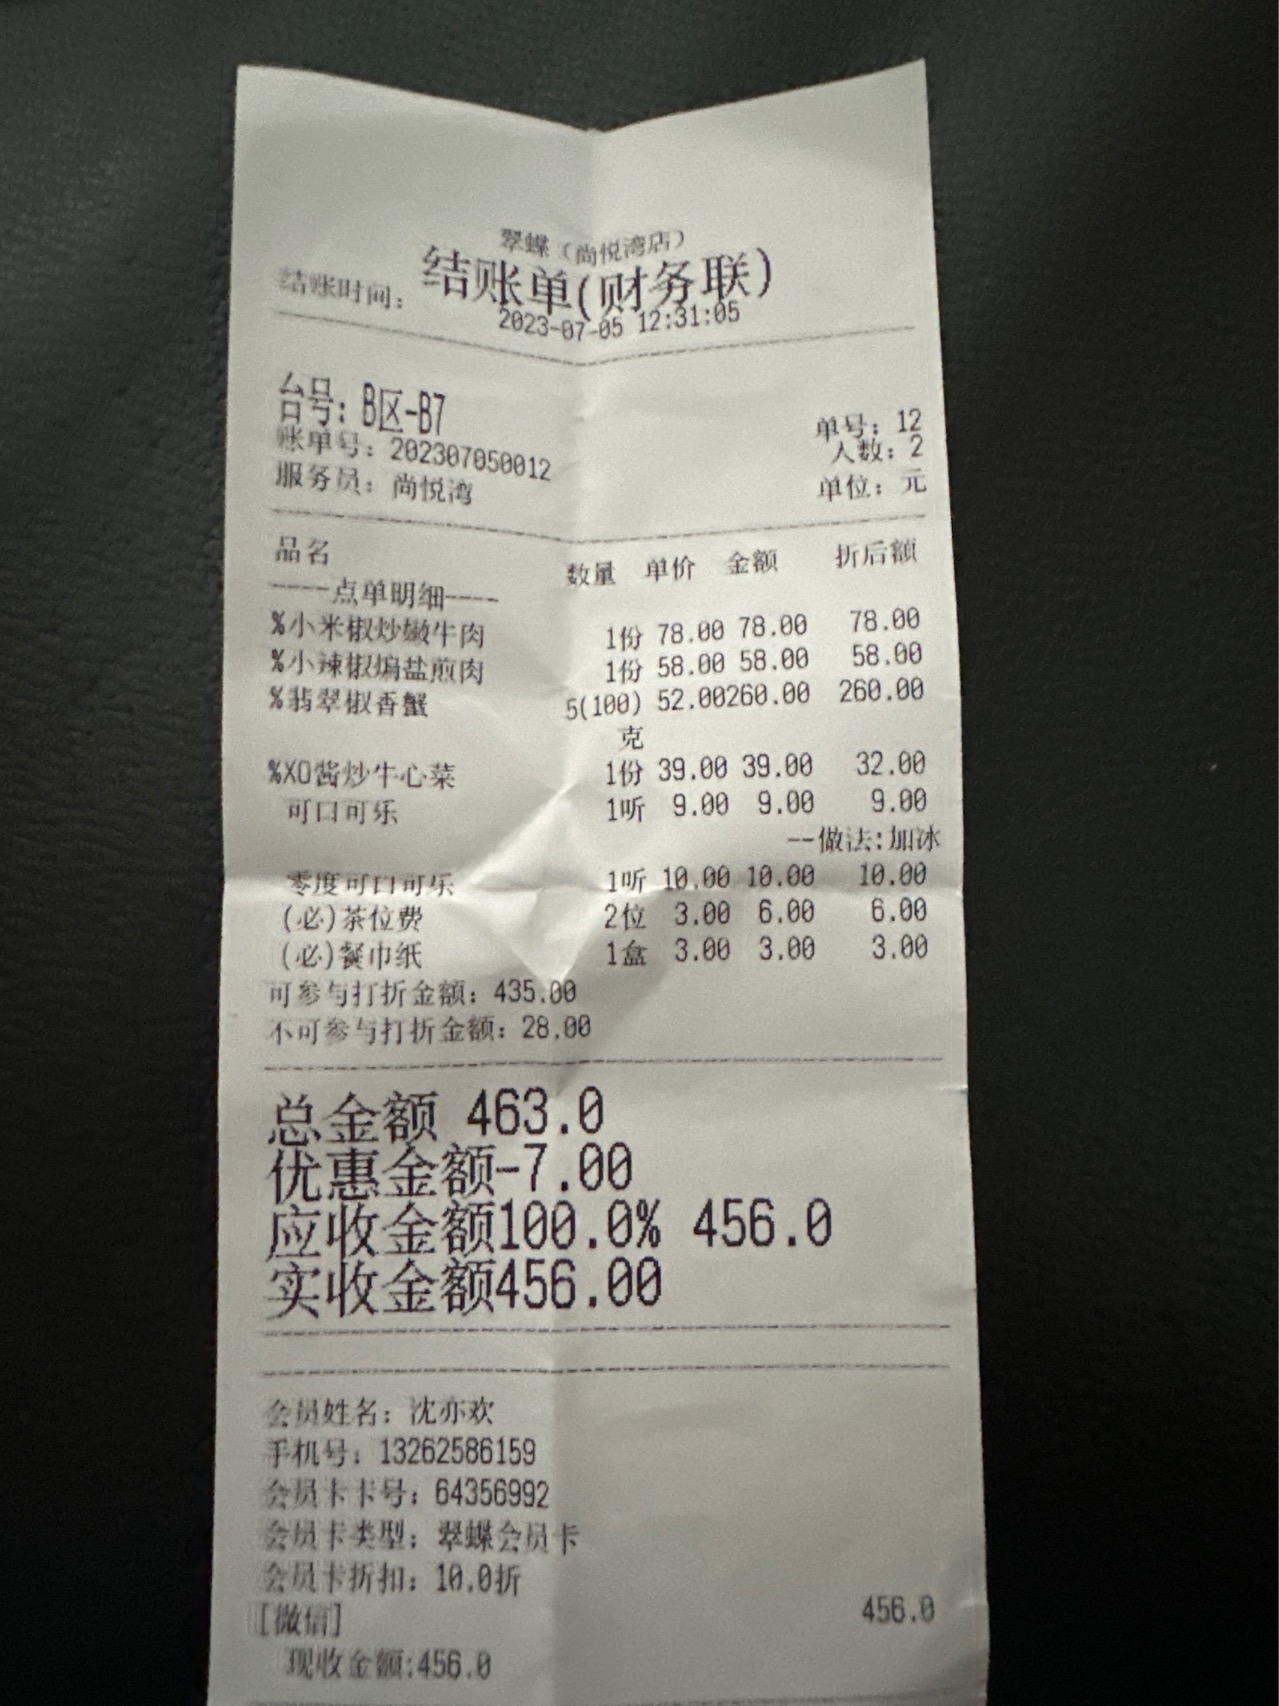 翠蝶（尚悦湾店）
结账单(财务联)
结账时间： 2023-07-05 12:31:05
台号：B区-B7 单号：12
账单号：202307050012 人数：2
服务员：尚悦湾 单位：元
品名 数量 单价 金额 折后额
----点单明细----
%小米椒炒嫩牛肉 1份 78.00 78.00 78.00
%小辣椒煸盐煎肉 1份 58.00 58.00 58.00
%翡翠椒香蟹 5(100)克 52.00 260.00 260.00
%XO酱炒牛心菜 1份 39.00 39.00 32.00
可口可乐 1听 9.00 9.00 9.00
--做法:加冰
零度可口可乐 1听 10.00 10.00 10.00
(必)茶位费 2位 3.00 6.00 6.00
(必)餐巾纸 1盒 3.00 3.00 3.00
可参与打折金额：435.00
不可参与打折金额：28.00
总金额 463.0
优惠金额-7.00
应收金额100.0% 456.0
实收金额456.00
会员姓名：沈亦欢
手机号：13262586159
会员卡卡号：64356992
会员卡类型：翠蝶会员卡
会员卡折扣：10.0折
[微信] 456.0
现收金额:456.0